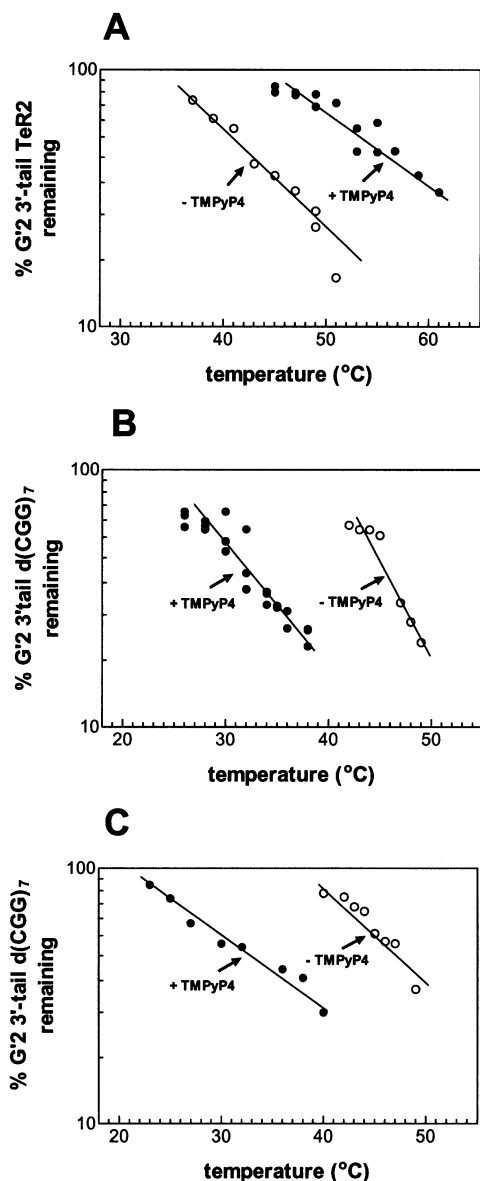 A
% G'2 3'-tail TeR2
remaining
100
10
- TMPyP4
+ TMPyP4
30
40
50
60
temperature (°C)
B
% G'2 3'tail d(CGG)7
remaining
100
10
+ TMPyP4
- TMPyP4
20
30
40
50
temperature (°C)
C
% G'2 3'-tail d(CGG)7
remaining
100
10
+ TMPyP4
- TMPyP4
20
30
40
50
temperature (°C)